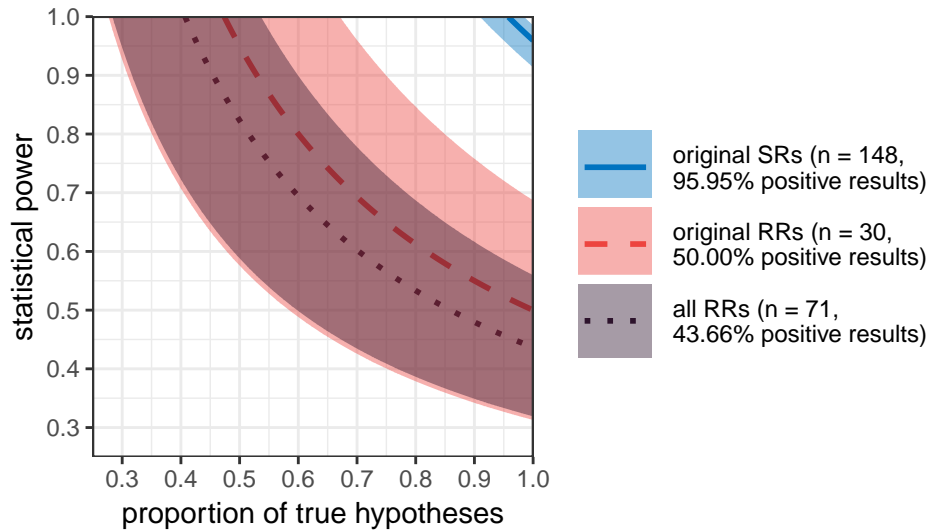 1.0
0.9
0.8
0.7
0.6
0.5
0.4
0.3
statistical power
0.3 0.4 0.5 0.6 0.7 0.8 0.9 1.0
proportion of true hypotheses
original SRs (n = 148,
95.95% positive results)
original RRs (n = 30,
50.00% positive results)
all RRs (n = 71,
43.66% positive results)